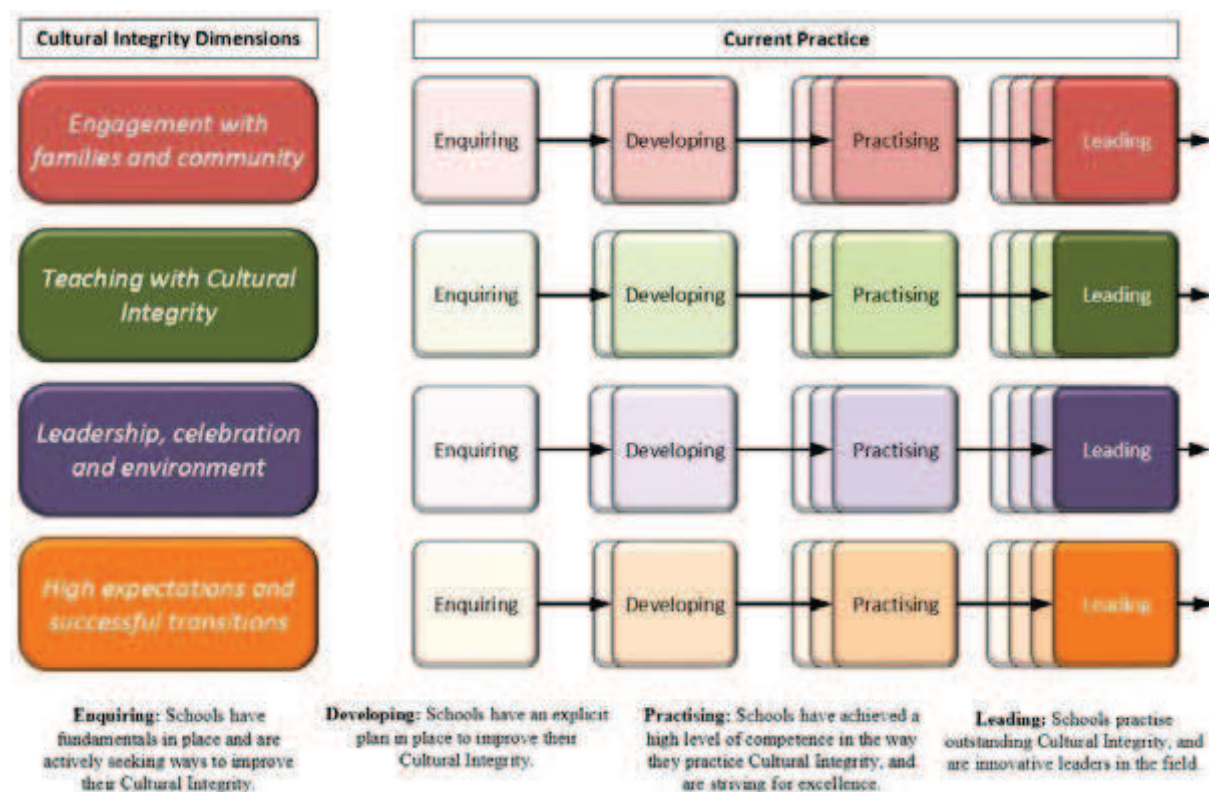 Cultural Integrity Dimensions
Current Practice
Engagement with
families and community
Enquiring
Developing
Practising
Leading
Teaching with Cultural
Integrity
Enquiring
Developing
Practising
Leading
Leadership, celebration
and environment
Enquiring
Developing
Practising
Leading
High expectations and
successful transitions
Enquiring
Developing
Practising
Leading
Enquiring: Schools have
fundamentals in place and are
actively seeking ways to improve
their Cultural Integrity.
Developing: Schools have an explicit
plan in place to improve their
Cultural Integrity.
Practising: Schools have achieved a
high level of competence in the way
they practice Cultural Integrity, and
are striving for excellence.
Leading: Schools practise
outstanding Cultural Integrity, and
are innovative leaders in the field.